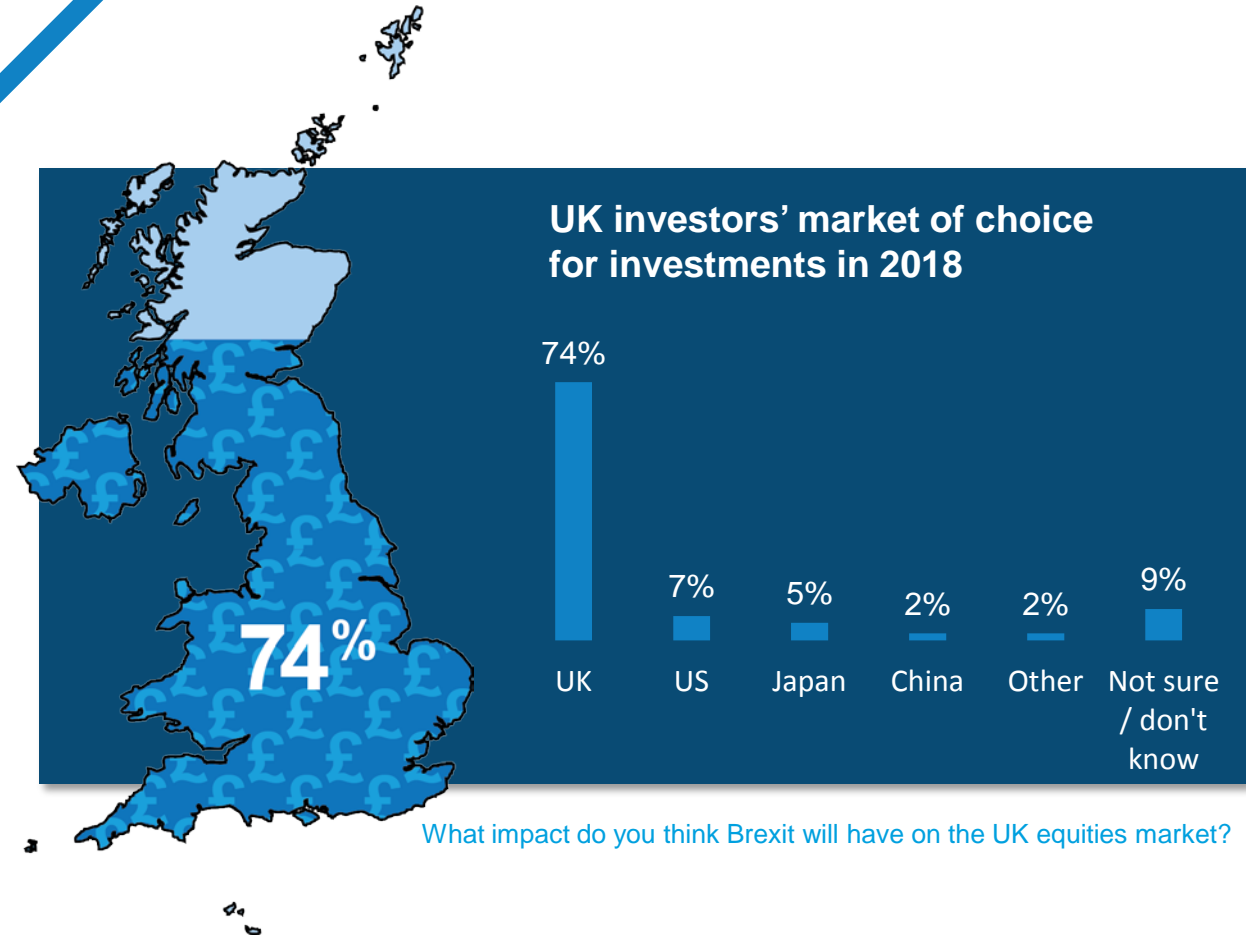 UK investors’ market of choice
for investments in 2018
74%
7%
5%
2%
2%
9%
UK
US
Japan
China
Other
Not sure
/ don't
know
74%
What impact do you think Brexit will have on the UK equities market?